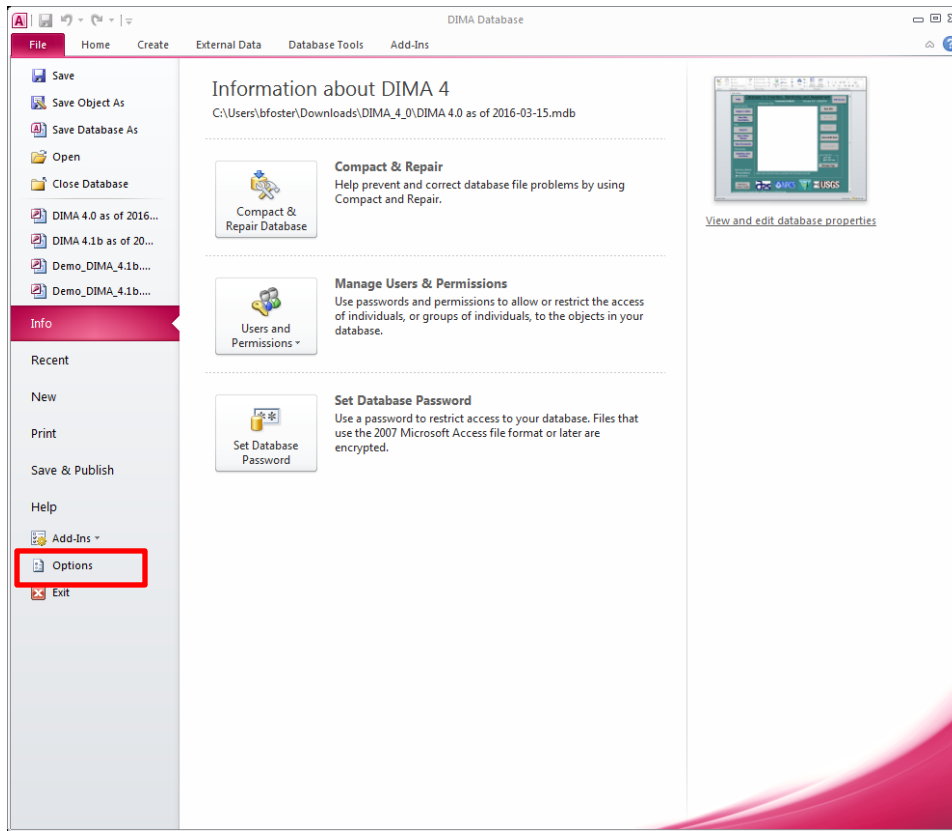 DIMA Database
File Home Create External Data Database Tools Add-Ins
Save
Save Object As
Save Database As
Open
Close Database
DIMA 4.0 as of 2016...
DIMA 4.1b as of 20...
Demo_DIMA_4.1b....
Demo_DIMA_4.1b....
Info
Recent
New
Print
Save & Publish
Help
Add-Ins
Options
Exit
Information about DIMA 4
C:\Users\bfoster\Downloads\DIMA_4_0\DIMA 4.0 as of 2016-03-15.mdb
Compact &
Repair Database
Compact & Repair
Help prevent and correct database file problems by using
Compact and Repair.
Users and
Permissions
Manage Users & Permissions
Use passwords and permissions to allow or restrict the access
of individuals, or groups of individuals, to the objects in your
database.
Set Database
Password
Set Database Password
Use a password to restrict access to your database. Files that
use the 2007 Microsoft Access file format or later are
encrypted.
NRCS
USGS
View and edit database properties